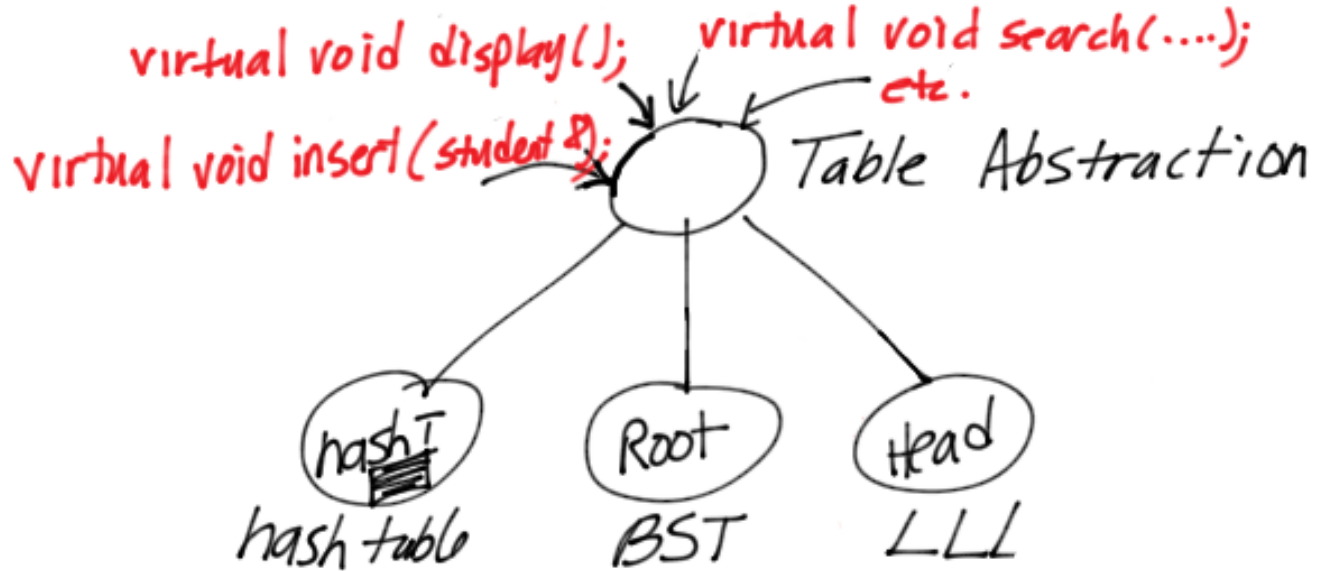 virtual void display();
virtual void search(....);
etc.
virtual void insert(student &);
Table Abstraction
hashT
Root
Head
hash table
BST
LLL